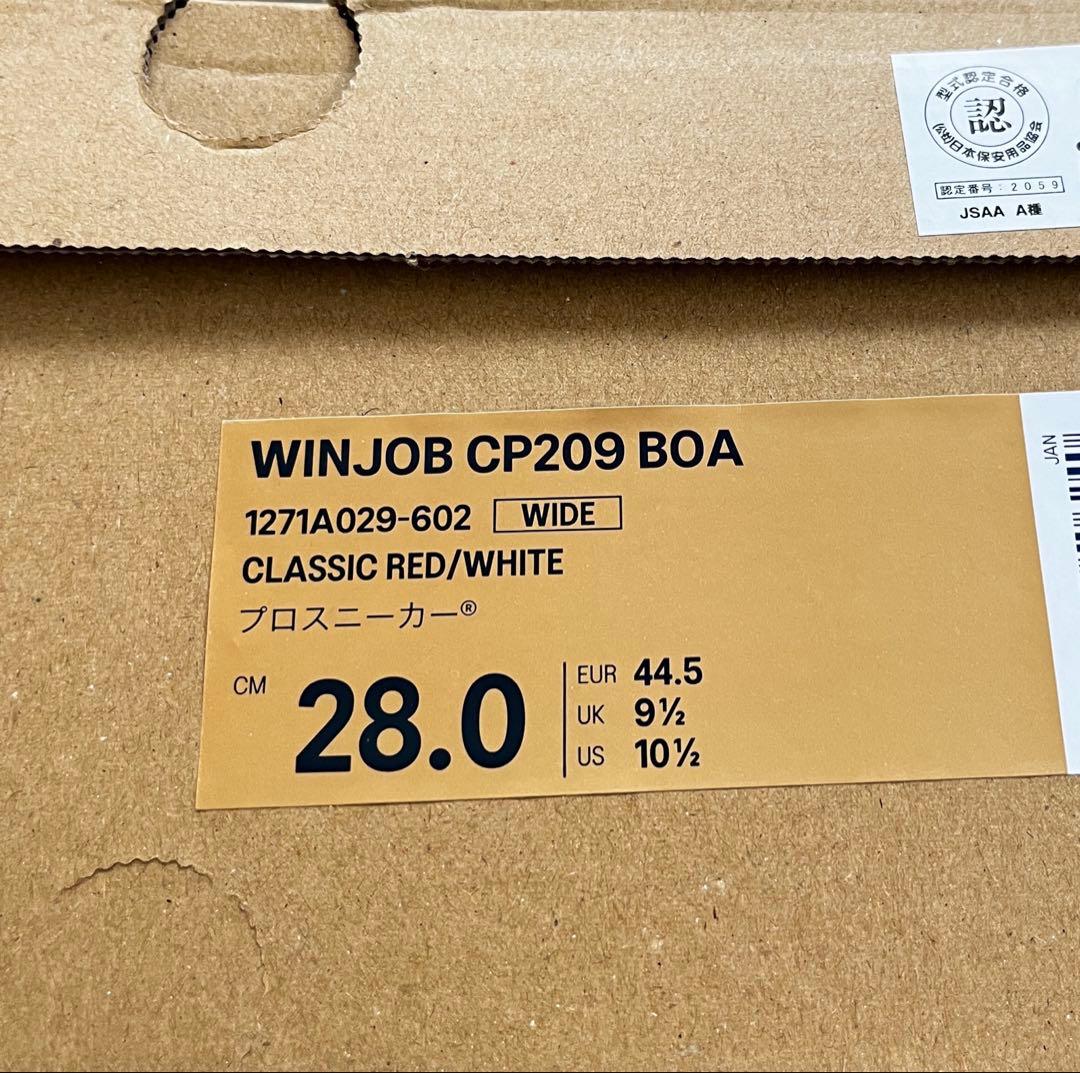 型式認定合格
認
(公社)日本保安用品協会
認定番号：2059
JSAA A種
WINJOB CP209 BOA
1271A029-602 WIDE
CLASSIC RED/WHITE
プロスニーカー®
CM 28.0
EUR 44.5
UK 9½
US 10½
JAN